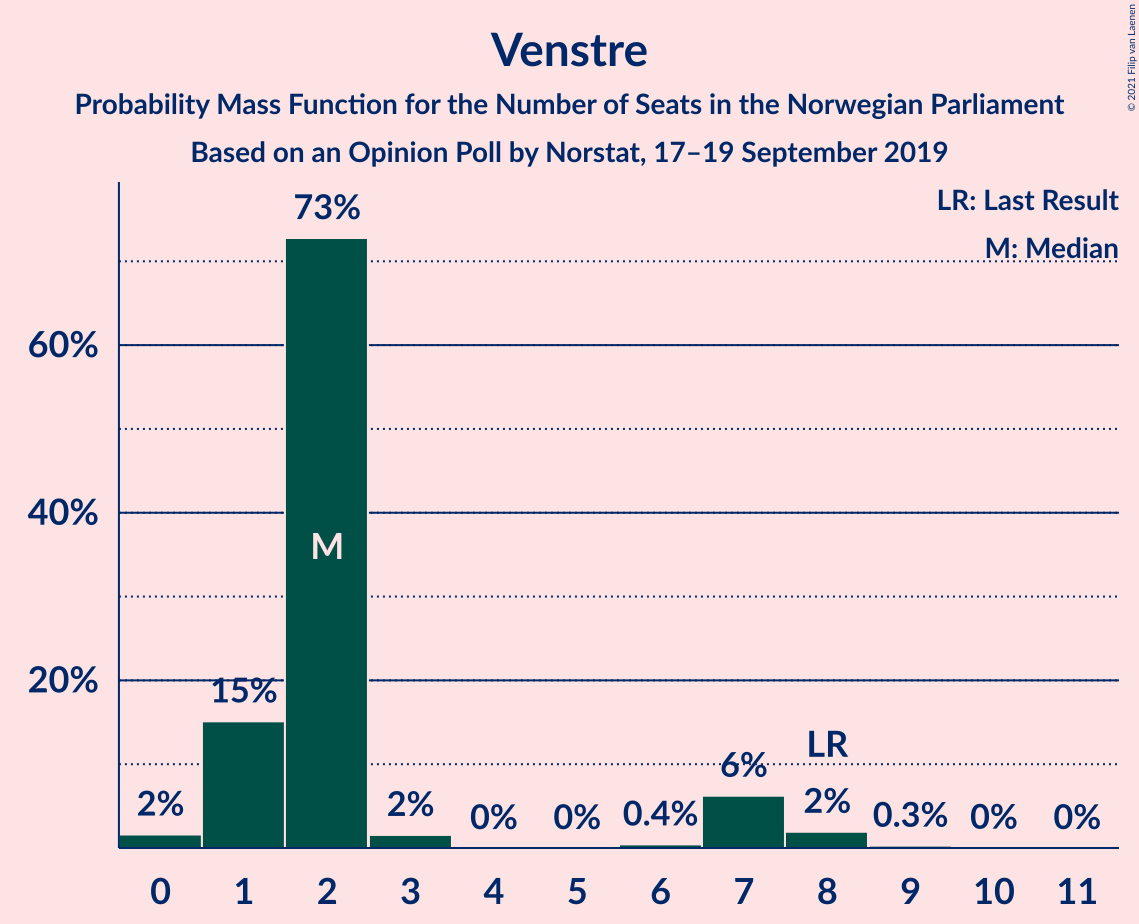 © 2021 Filip van Laenen
Venstre
Probability Mass Function for the Number of Seats in the Norwegian Parliament
Based on an Opinion Poll by Norstat, 17–19 September 2019
LR: Last Result
M: Median
73%
60%
40%
M
20%
15%
LR
6%
2%
2%
0%
0%
0.4%
2%
0.3%
0%
0%
0 1 2 3 4 5 6 7 8 9 10 11